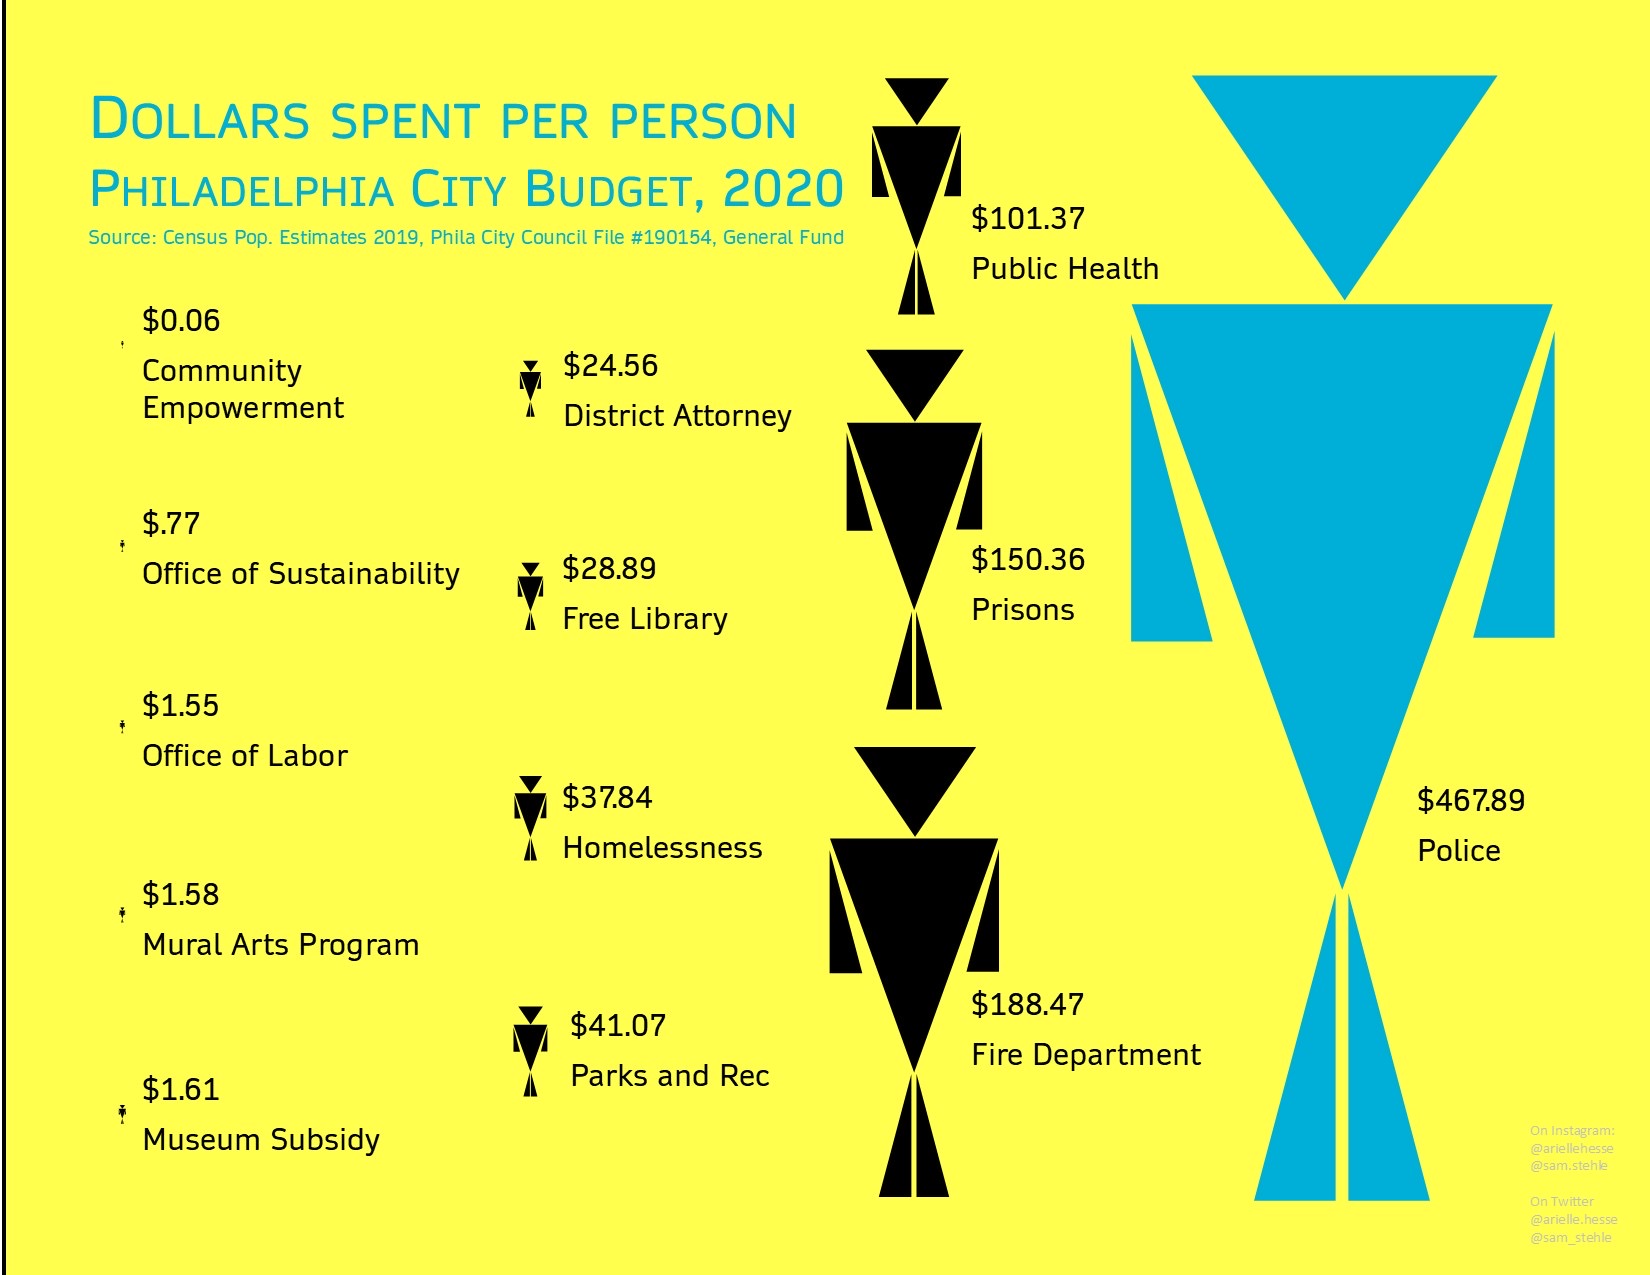 Dollars spent per person
Philadelphia City Budget, 2020
Source: Census Pop. Estimates 2019, Phila City Council File #190154, General Fund
$0.06
Community
Empowerment
$.77
Office of Sustainability
$1.55
Office of Labor
$1.58
Mural Arts Program
$1.61
Museum Subsidy
$24.56
District Attorney
$28.89
Free Library
$37.84
Homelessness
$41.07
Parks and Rec
$101.37
Public Health
$150.36
Prisons
$188.47
Fire Department
$467.89
Police
On Instagram:
@ariellehesse
@sam.stehle
On Twitter
@arielle.hesse
@sam_stehle